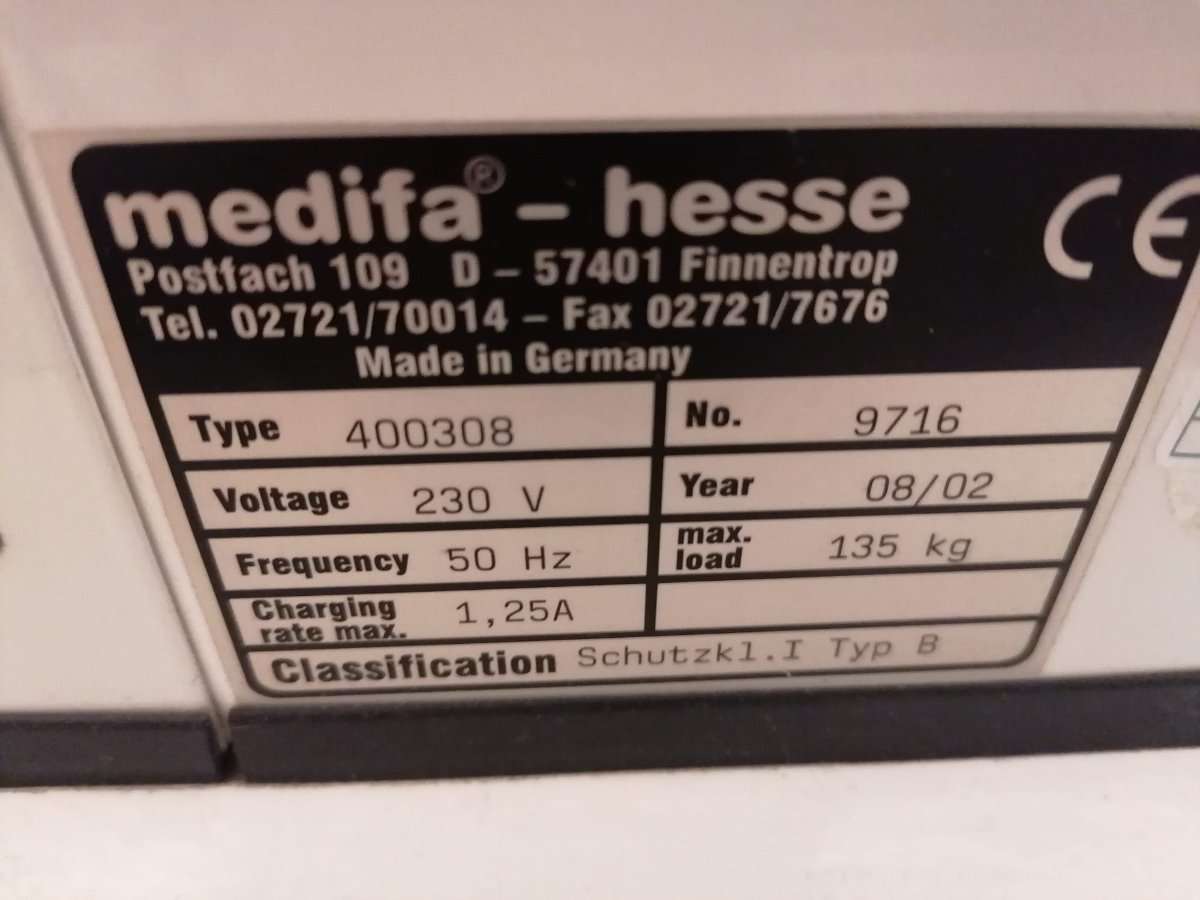 medifa® - hesse
CE
Postfach 109 D - 57401 Finnentrop
Tel. 02721/70014 - Fax 02721/7676
Made in Germany
Type 400308 No. 9716
Voltage 230 V Year 08/02
Frequency 50 Hz max. load 135 kg
Charging rate max. 1,25A
Classification Schutzkl.I Typ B